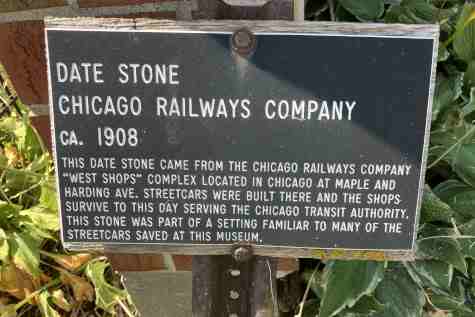 DATE STONE
CHICAGO RAILWAYS COMPANY
CA. 1908
THIS DATE STONE CAME FROM THE CHICAGO RAILWAYS COMPANY
"WEST SHOPS" COMPLEX LOCATED IN CHICAGO AT MAPLE AND
HARDING AVE. STREETCARS WERE BUILT THERE AND THE SHOPS
SURVIVE TO THIS DAY SERVING THE CHICAGO TRANSIT AUTHORITY.
THIS STONE WAS PART OF A SETTING FAMILIAR TO MANY OF THE
STREETCARS SAVED AT THIS MUSEUM.